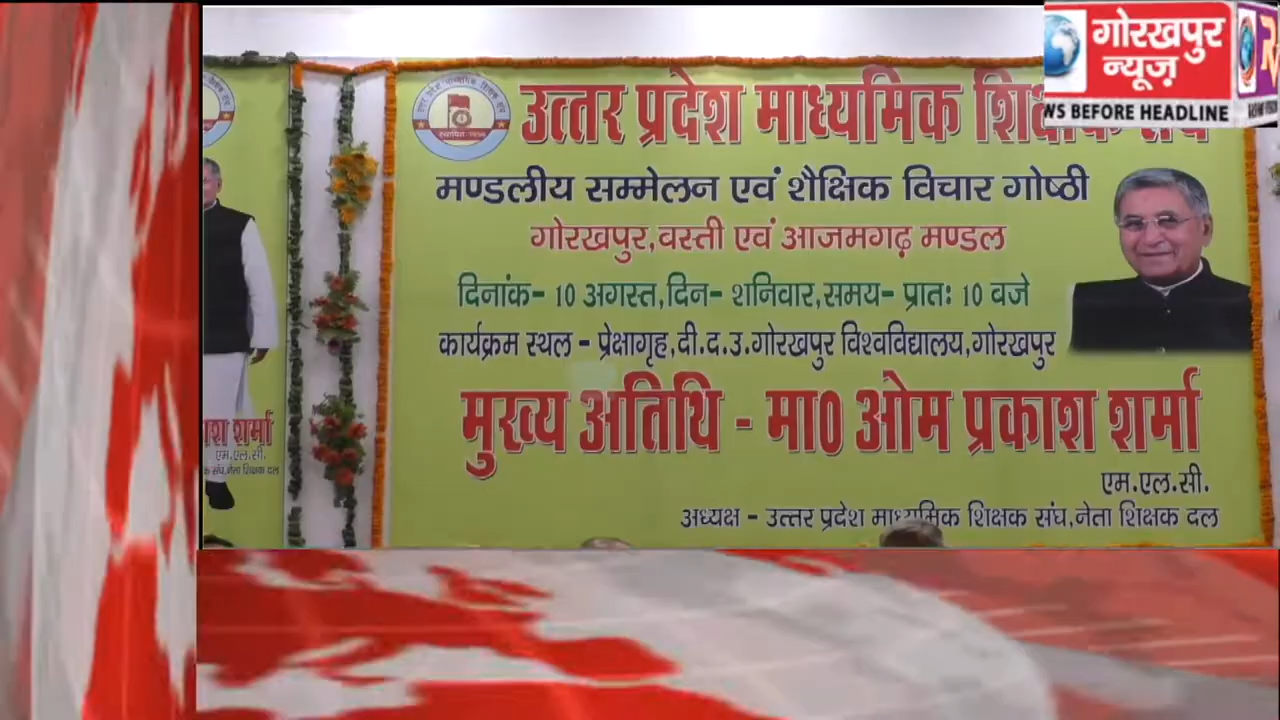 गोरखपुर
न्यूज़
WS BEFORE HEADLINE
उत्तर प्रदेश माध्यमिक
मण्डलीय सम्मेलन एवं शैक्षिक विचार गोष्ठी
गोरखपुर,वस्ती एवं आजमगढ़ मण्डल
दिनांक- 10 अगस्त,दिन- शनिवार,समय- प्रातः 10 वजे
कार्यक्रम स्थल - प्रेक्षागृह,दी.द.उ.गोरखपुर विश्वविद्यालय,गोरखपुर
मुख्य अतिथि - मा0 ओम प्रकाश शर्मा
एम.एल.सी.
अध्यक्ष - उत्तर प्रदेश माध्यमिक शिक्षक संघ,नेता शिक्षक दल
शर्मा
एम.एल.सी.
संघ,नेता शिक्षक दल